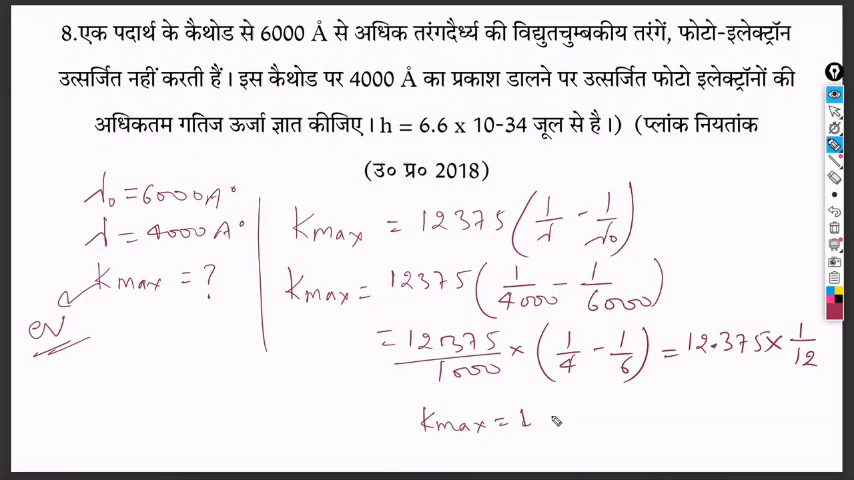 8.एक पदार्थ के कैथोड से 6000 Å से अधिक तरंगदैर्ध्य की विद्युतचुम्बकीय तरंगें, फोटो-इलेक्ट्रॉन
उत्सर्जित नहीं करती हैं। इस कैथोड पर 4000 Å का प्रकाश डालने पर उत्सर्जित फोटो इलेक्ट्रॉनों की
अधिकतम गतिज ऊर्जा ज्ञात कीजिए। h = 6.6 x 10-34 जूल से है।) (प्लांक नियतांक
(उ० प्र० 2018)
λ₀ = 6000A°
λ = 4000A°
Kmax = ?
eV
Kmax = 12375 (1/λ - 1/λ₀)
Kmax = 12375 (1/4000 - 1/6000)
= 12375/1000 × (1/4 - 1/6) = 12.375 × 1/12
Kmax = 1